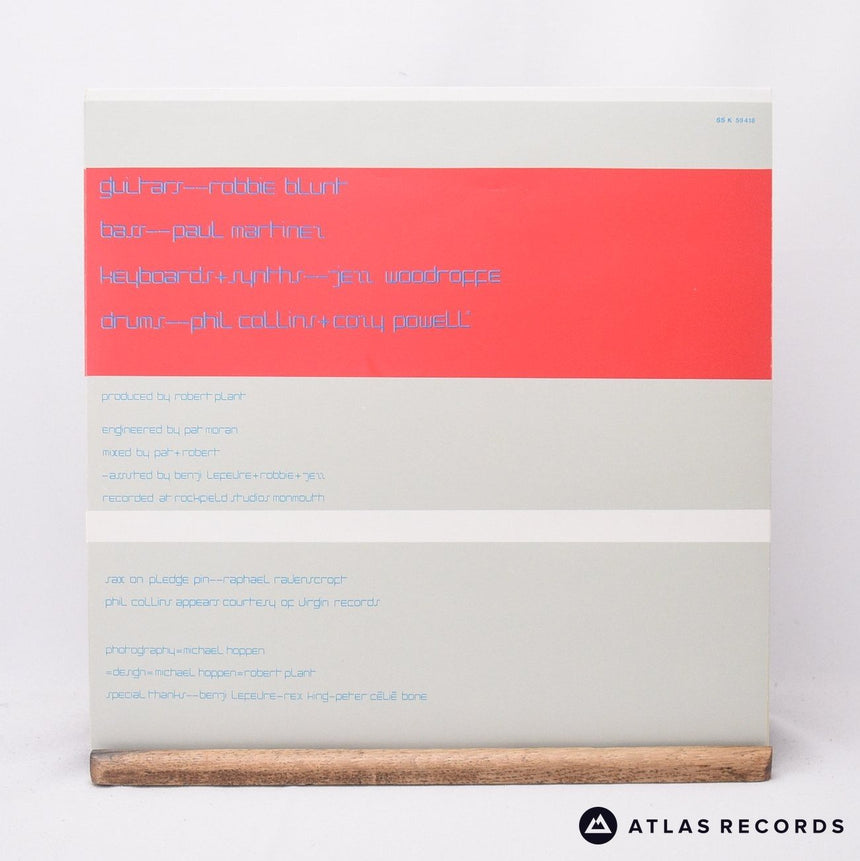 SS K 59418
guitars--robbie blunt
bass--paul martinez
keyboards+synths--jezz woodroffe
drums--phil collins+cozy powell
produced by robert plant
engineered by pat moran
mixed by pat+robert
-assisted by benji lefevre+robbie+jezz
recorded at rockfield studios monmouth
sax on pledge pin--raphael ravenscroft
phil collins appears courtesy of virgin records
photography=michael hoppen
=design=michael hoppen=robert plant
special thanks--benji lefevre-rex king-peter cêliê bone
ATLAS RECORDS